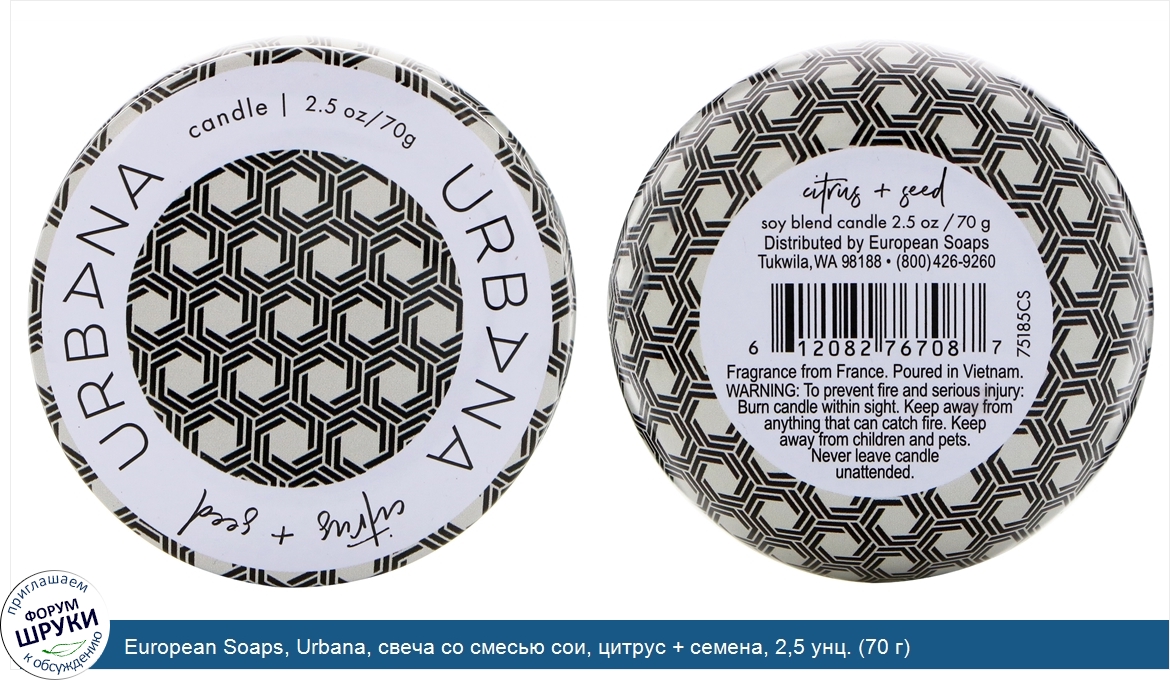 candle | 2.5 oz/70g
URBANA
URBANA
citrus + seed
citrus + seed
soy blend candle 2.5 oz / 70 g
Distributed by European Soaps
Tukwila, WA 98188 • (800) 426-9260
6 12082 76708 7
75185CS
Fragrance from France. Poured in Vietnam.
WARNING: To prevent fire and serious injury:
Burn candle within sight. Keep away from
anything that can catch fire. Keep
away from children and pets.
Never leave candle
unattended.
приглашаем
ФОРУМ
ШРУКИ
к обсуждению
European Soaps, Urbana, свеча со смесью сои, цитрус + семена, 2,5 унц. (70 г)